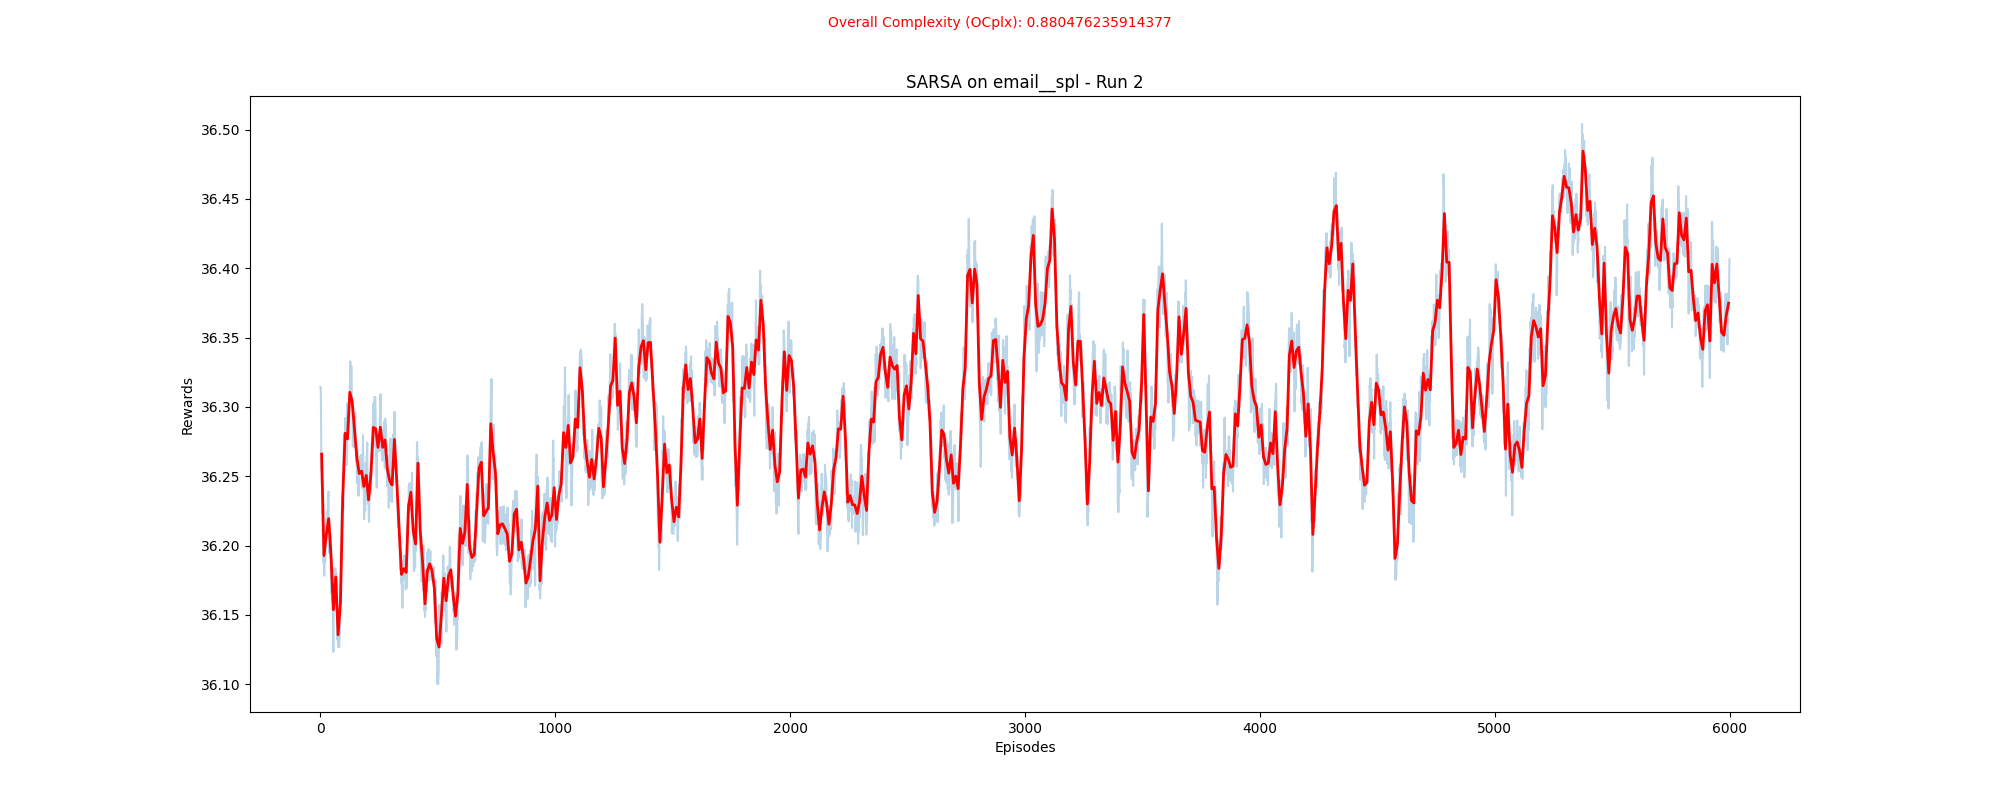 Overall Complexity (OCplx): 0.880476235914377
SARSA on email__spl - Run 2
Rewards
36.50
36.45
36.40
36.35
36.30
36.25
36.20
36.15
36.10
0 1000 2000 3000 4000 5000 6000
Episodes